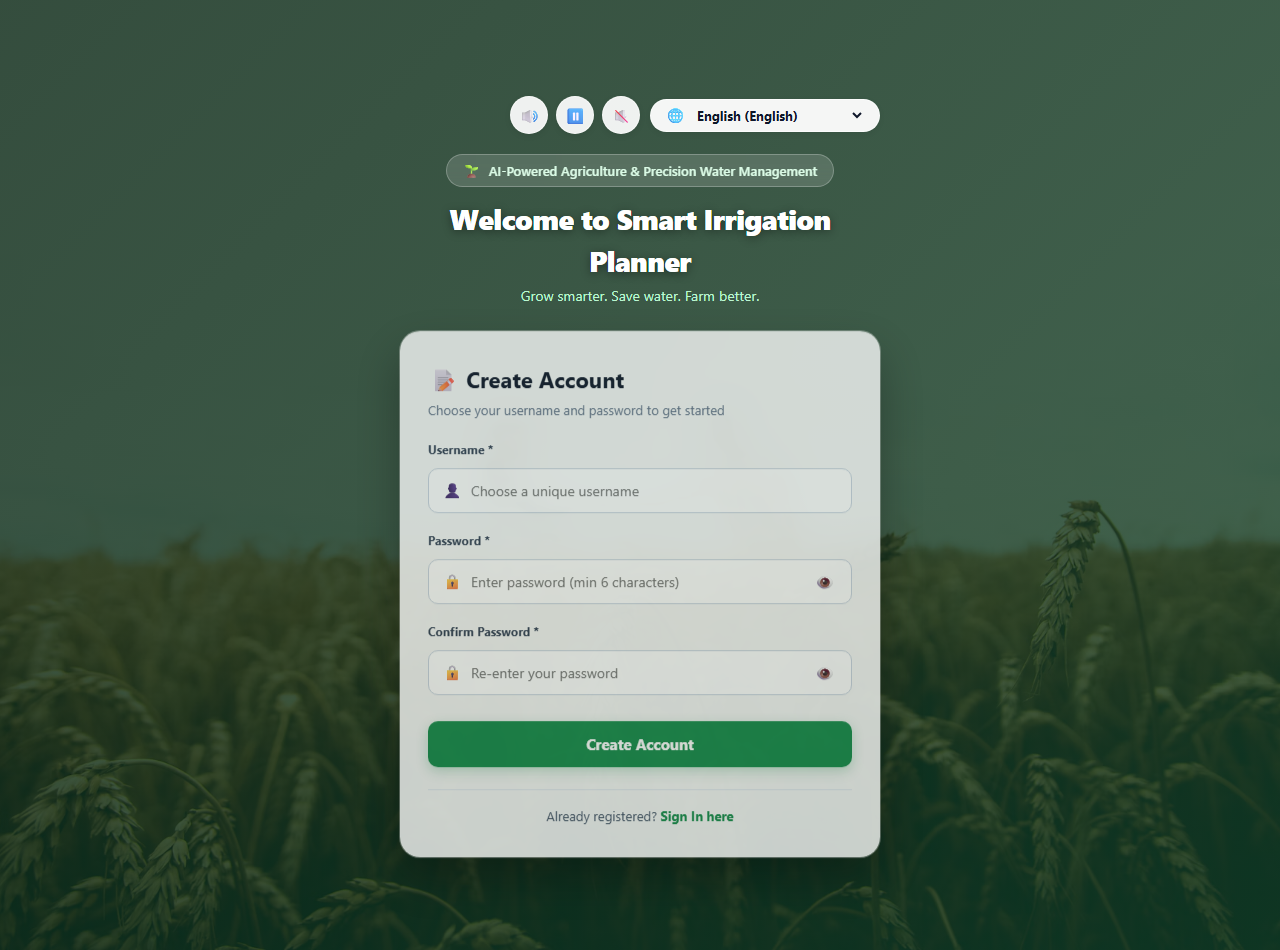 English (English)
AI-Powered Agriculture & Precision Water Management
Welcome to Smart Irrigation
Planner
Grow smarter. Save water. Farm better.
Create Account
Choose your username and password to get started
Username *
Choose a unique username
Password *
Enter password (min 6 characters)
Confirm Password *
Re-enter your password
Create Account
Already registered? Sign In here